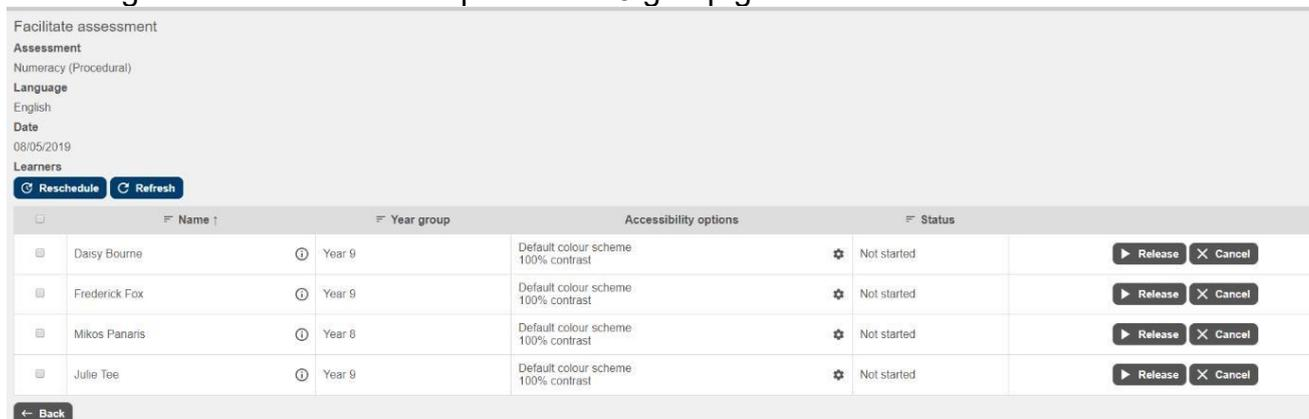 Facilitate assessment
Assessment
Numeracy (Procedural)
Language
English
Date
08/05/2019
Learners
Reschedule Refresh
Name ↑ Year group Accessibility options Status
Daisy Bourne Year 9 Default colour scheme Not started Release Cancel
100% contrast
Frederick Fox Year 9 Default colour scheme Not started Release Cancel
100% contrast
Mikos Panaris Year 8 Default colour scheme Not started Release Cancel
100% contrast
Julie Tee Year 9 Default colour scheme Not started Release Cancel
100% contrast
← Back